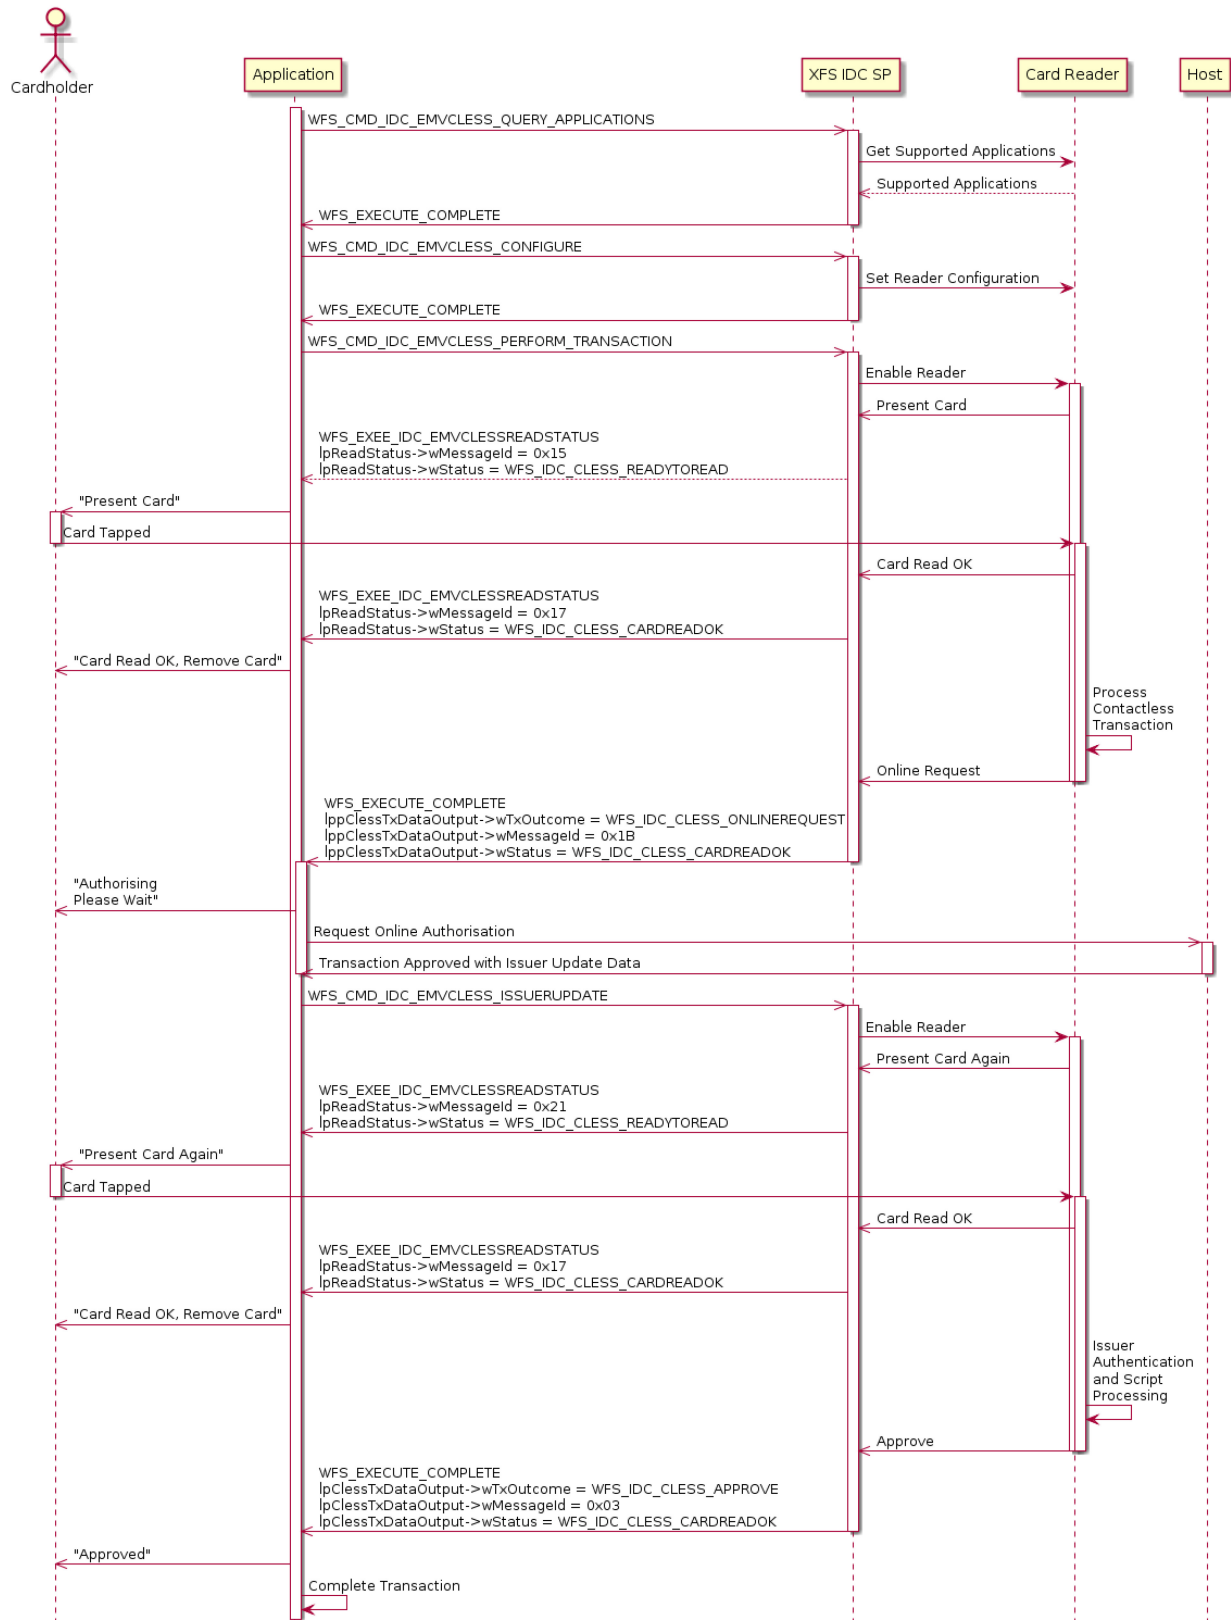 Cardholder
Application
XFS IDC SP
Card Reader
Host
WFS_CMD_IDC_EMVCLESS_QUERY_APPLICATIONS
Get Supported Applications
Supported Applications
WFS_EXECUTE_COMPLETE
WFS_CMD_IDC_EMVCLESS_CONFIGURE
Set Reader Configuration
WFS_EXECUTE_COMPLETE
WFS_CMD_IDC_EMVCLESS_PERFORM_TRANSACTION
Enable Reader
Present Card
WFS_EXEE_IDC_EMVCLESSREADSTATUS
lpReadStatus->wMessageId = 0x15
lpReadStatus->wStatus = WFS_IDC_CLESS_READYTOREAD
"Present Card"
Card Tapped
Card Read OK
WFS_EXEE_IDC_EMVCLESSREADSTATUS
lpReadStatus->wMessageId = 0x17
lpReadStatus->wStatus = WFS_IDC_CLESS_CARDREADOK
"Card Read OK, Remove Card"
Process
Contactless
Transaction
Online Request
WFS_EXECUTE_COMPLETE
lppClessTxDataOutput->wTxOutcome = WFS_IDC_CLESS_ONLINEREQUEST
lppClessTxDataOutput->wMessageId = 0x1B
lppClessTxDataOutput->wStatus = WFS_IDC_CLESS_CARDREADOK
"Authorising
Please Wait"
Request Online Authorisation
Transaction Approved with Issuer Update Data
WFS_CMD_IDC_EMVCLESS_ISSUERUPDATE
Enable Reader
Present Card Again
WFS_EXEE_IDC_EMVCLESSREADSTATUS
lpReadStatus->wMessageId = 0x21
lpReadStatus->wStatus = WFS_IDC_CLESS_READYTOREAD
"Present Card Again"
Card Tapped
Card Read OK
WFS_EXEE_IDC_EMVCLESSREADSTATUS
lpReadStatus->wMessageId = 0x17
lpReadStatus->wStatus = WFS_IDC_CLESS_CARDREADOK
"Card Read OK, Remove Card"
Issuer
Authentication
and Script
Processing
Approve
WFS_EXECUTE_COMPLETE
lpClessTxDataOutput->wTxOutcome = WFS_IDC_CLESS_APPROVE
lpClessTxDataOutput->wMessageId = 0x03
lpClessTxDataOutput->wStatus = WFS_IDC_CLESS_CARDREADOK
"Approved"
Complete Transaction